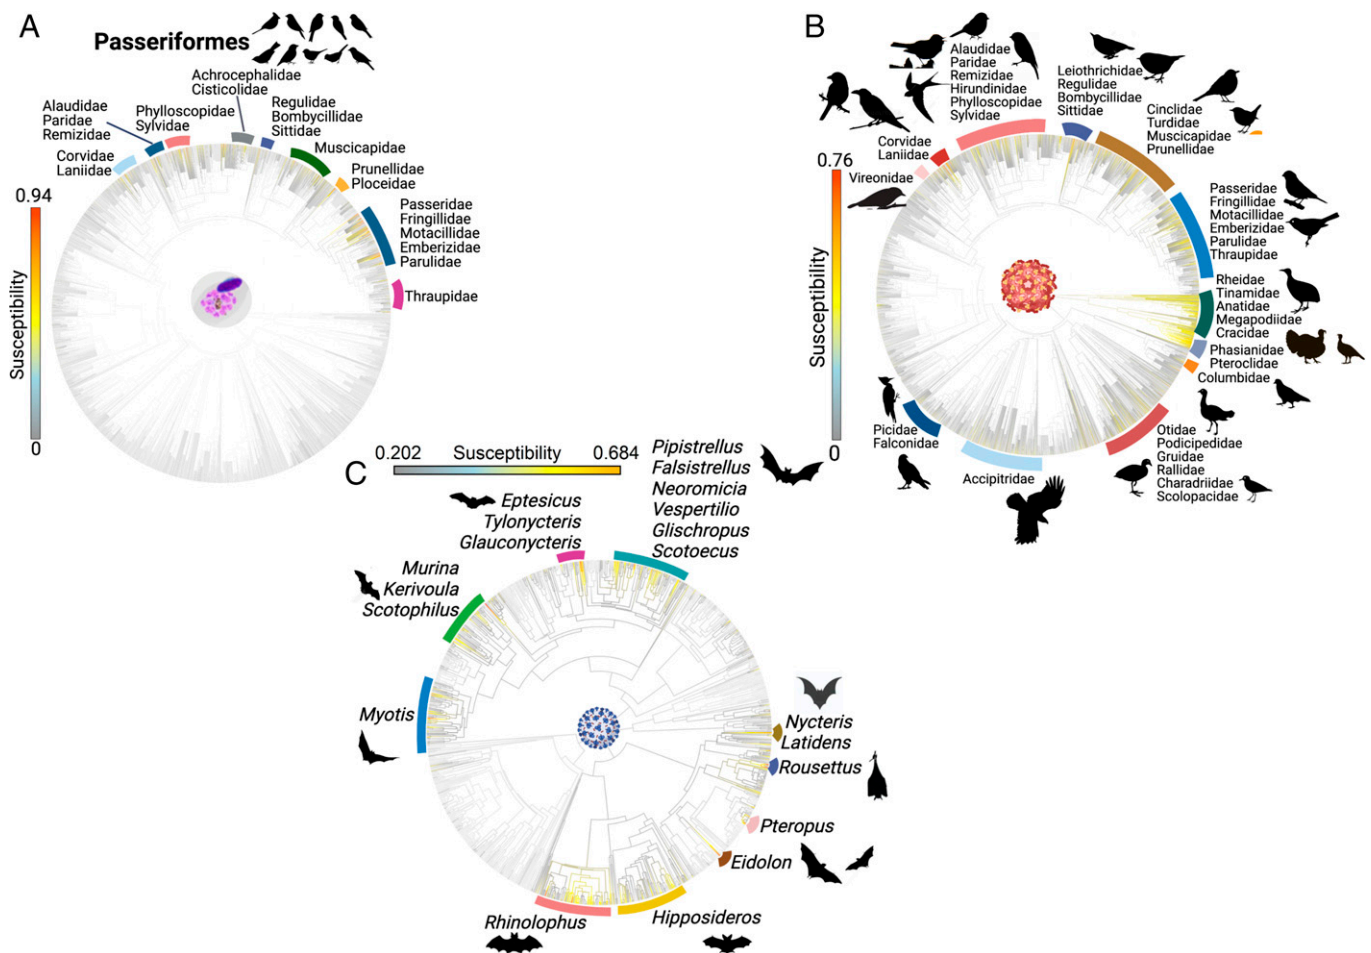 A
Passeriformes
Achrocephalidae
Cisticolidae
Alaudidae
Paridae
Remizidae
Phylloscopidae
Sylvidae
Regulidae
Bombycillidae
Sittidae
Corvidae
Laniidae
Muscicapidae
Prunellidae
Ploceidae
Passeridae
Fringillidae
Motacillidae
Emberizidae
Parulidae
Thraupidae
0.94
Susceptibility
0
B
Alaudidae
Paridae
Remizidae
Hirundinidae
Phylloscopidae
Sylvidae
Leiothrichidae
Regulidae
Bombycillidae
Sittidae
Cinclidae
Turdidae
Muscicapidae
Prunellidae
Corvidae
Laniidae
Vireonidae
0.76
Susceptibility
0
Passeridae
Fringillidae
Motacillidae
Emberizidae
Parulidae
Thraupidae
Rheidae
Tinamidae
Anatidae
Megapodiidae
Cracidae
Phasianidae
Pteroclidae
Columbidae
Otidae
Podicipedidae
Gruidae
Rallidae
Charadriidae
Scolopacidae
Picidae
Falconidae
Accipitridae
C
0.202 Susceptibility 0.684
Pipistrellus
Falsistrellus
Neoromicia
Vespertilio
Glischropus
Scotoecus
Eptesicus
Tylonycteris
Glauconycteris
Murina
Kerivoula
Scotophilus
Myotis
Nycteris
Latidens
Rousettus
Pteropus
Eidolon
Hipposideros
Rhinolophus